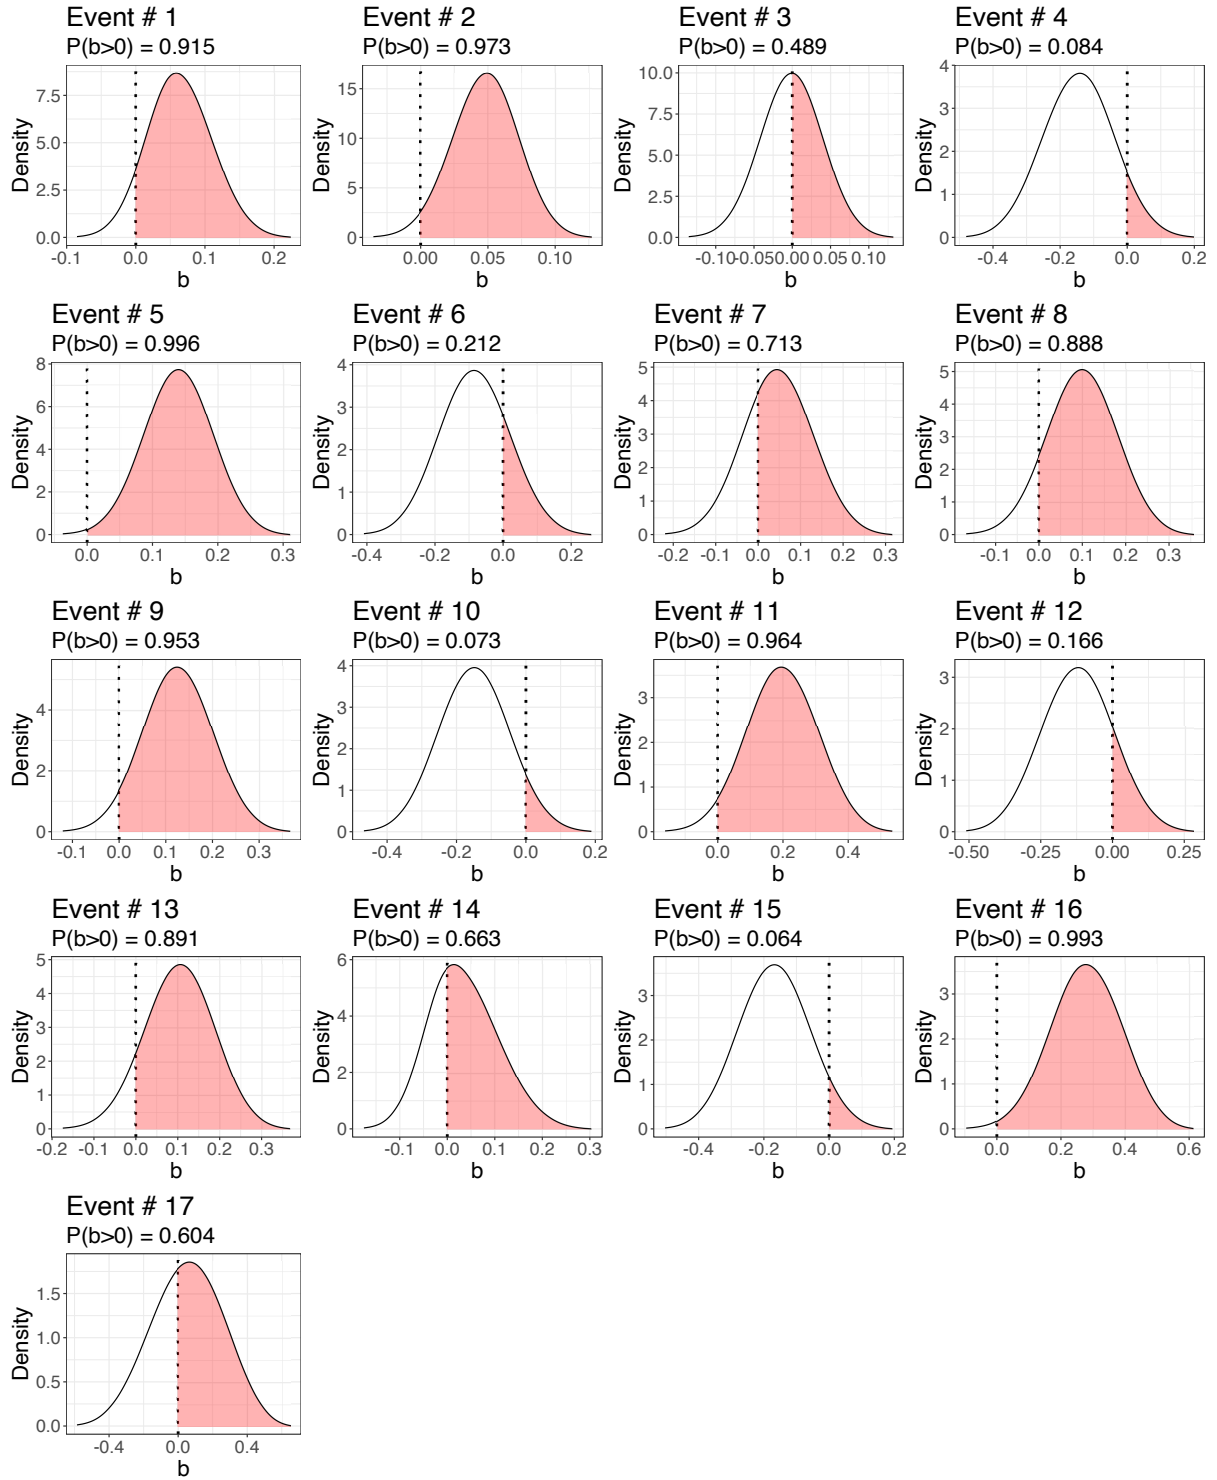 Event # 1
P(b>0) = 0.915
Density
7.5
5.0
2.5
0.0
-0.1 0.0 0.1 0.2
b
Event # 2
P(b>0) = 0.973
Density
15
10
5
0
0.00 0.05 0.10
b
Event # 3
P(b>0) = 0.489
Density
10.0
7.5
5.0
2.5
0.0
-0.10 -0.05 0.00 0.05 0.10
b
Event # 4
P(b>0) = 0.084
Density
4
3
2
1
0
-0.4 -0.2 0.0 0.2
b
Event # 5
P(b>0) = 0.996
Density
8
6
4
2
0
0.0 0.1 0.2 0.3
b
Event # 6
P(b>0) = 0.212
Density
4
3
2
1
0
-0.4 -0.2 0.0 0.2
b
Event # 7
P(b>0) = 0.713
Density
5
4
3
2
1
0
-0.2 -0.1 0.0 0.1 0.2 0.3
b
Event # 8
P(b>0) = 0.888
Density
5
4
3
2
1
0
-0.1 0.0 0.1 0.2 0.3
b
Event # 9
P(b>0) = 0.953
Density
4
2
0
-0.1 0.0 0.1 0.2 0.3
b
Event # 10
P(b>0) = 0.073
Density
4
3
2
1
0
-0.4 -0.2 0.0 0.2
b
Event # 11
P(b>0) = 0.964
Density
3
2
1
0
0.0 0.2 0.4
b
Event # 12
P(b>0) = 0.166
Density
3
2
1
0
-0.50 -0.25 0.00 0.25
b
Event # 13
P(b>0) = 0.891
Density
5
4
3
2
1
0
-0.2 -0.1 0.0 0.1 0.2 0.3
b
Event # 14
P(b>0) = 0.663
Density
6
4
2
0
-0.1 0.0 0.1 0.2 0.3
b
Event # 15
P(b>0) = 0.064
Density
3
2
1
0
-0.4 -0.2 0.0 0.2
b
Event # 16
P(b>0) = 0.993
Density
3
2
1
0
0.0 0.2 0.4 0.6
b
Event # 17
P(b>0) = 0.604
Density
1.5
1.0
0.5
0.0
-0.4 0.0 0.4
b